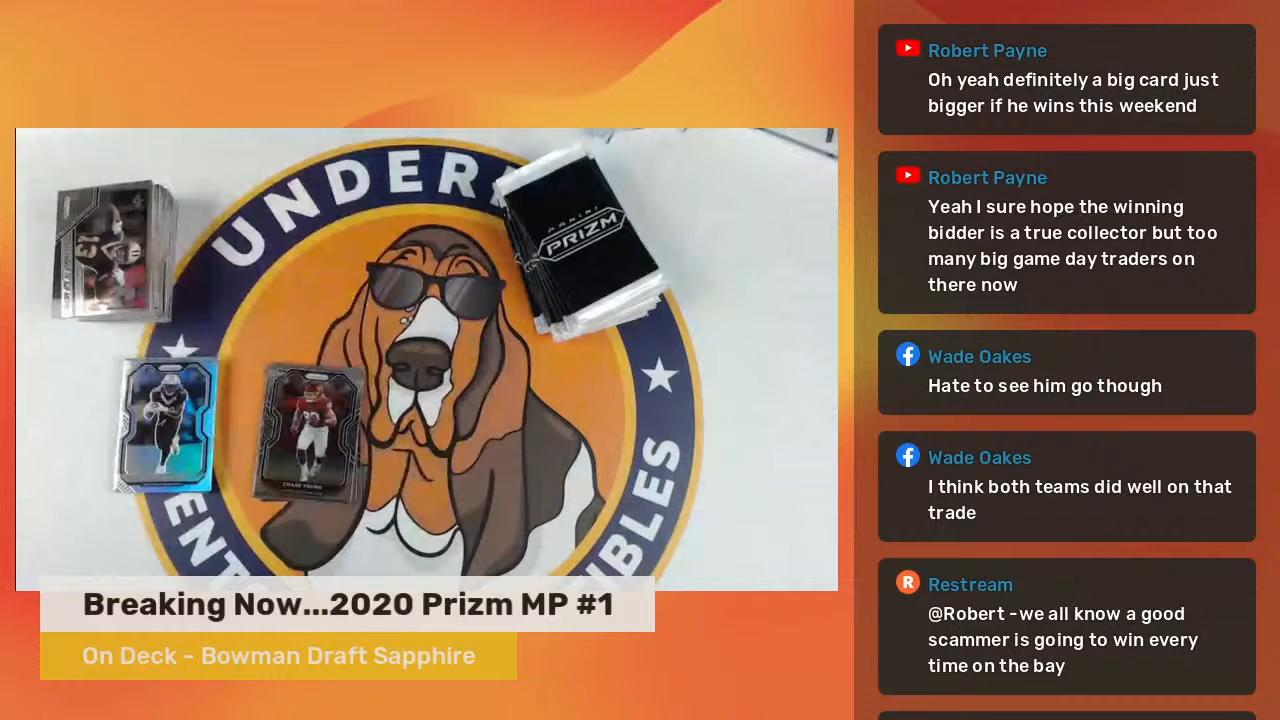 Robert Payne
Oh yeah definitely a big card just
bigger if he wins this weekend
Robert Payne
Yeah I sure hope the winning
bidder is a true collector but too
many big game day traders on
there now
Wade Oakes
Hate to see him go though
Wade Oakes
I think both teams did well on that
trade
Restream
@Robert -we all know a good
scammer is going to win every
time on the bay
UNDER
PANINI
PRIZM
CHASE YOUNG
Breaking Now...2020 Prizm MP #1
On Deck - Bowman Draft Sapphire